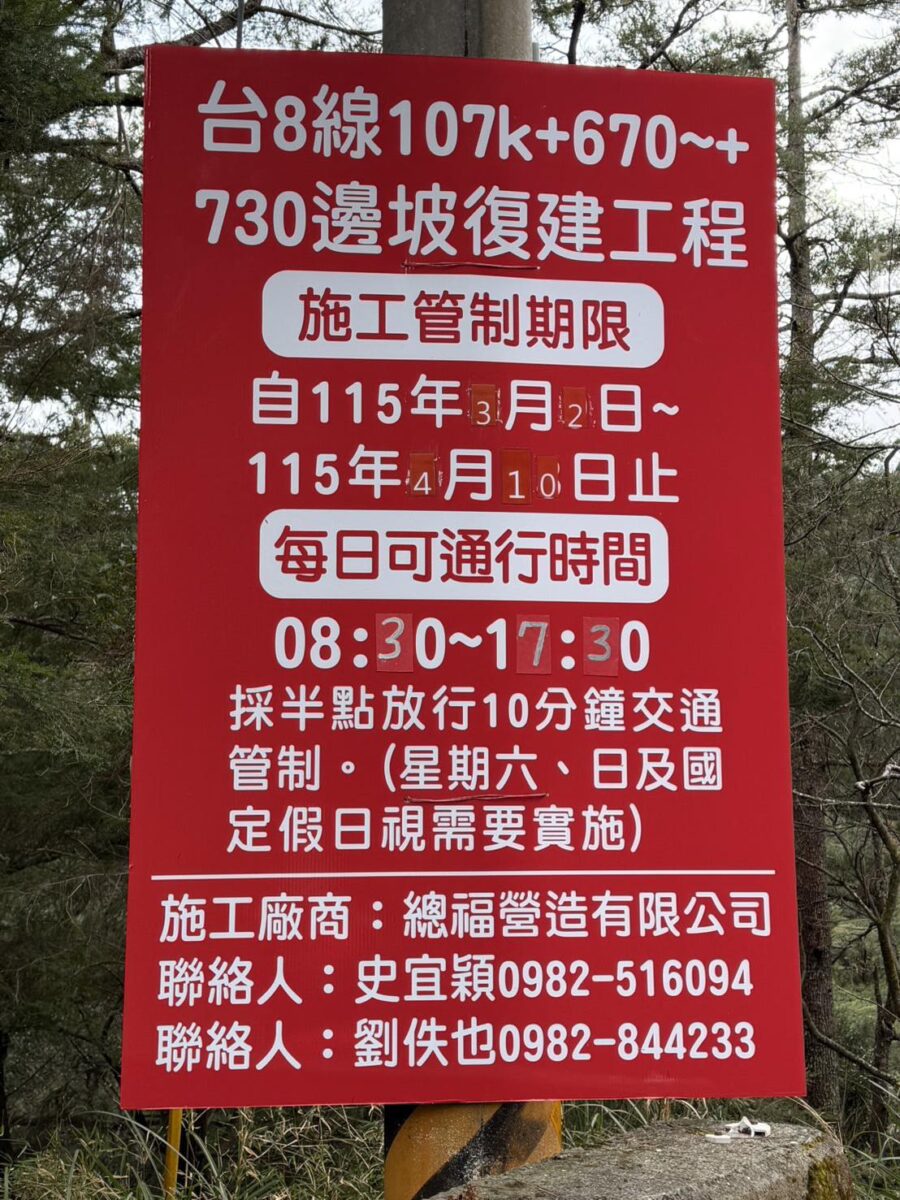 台8線107k+670~+
730邊坡復建工程
施工管制期限
自115年3月2日~
115年4月10日止
每日可通行時間
08:30~17:30
採半點放行10分鐘交通
管制。(星期六、日及國
定假日視需要實施)
施工廠商：總福營造有限公司
聯絡人：史宜穎0982-516094
聯絡人：劉佚也0982-844233